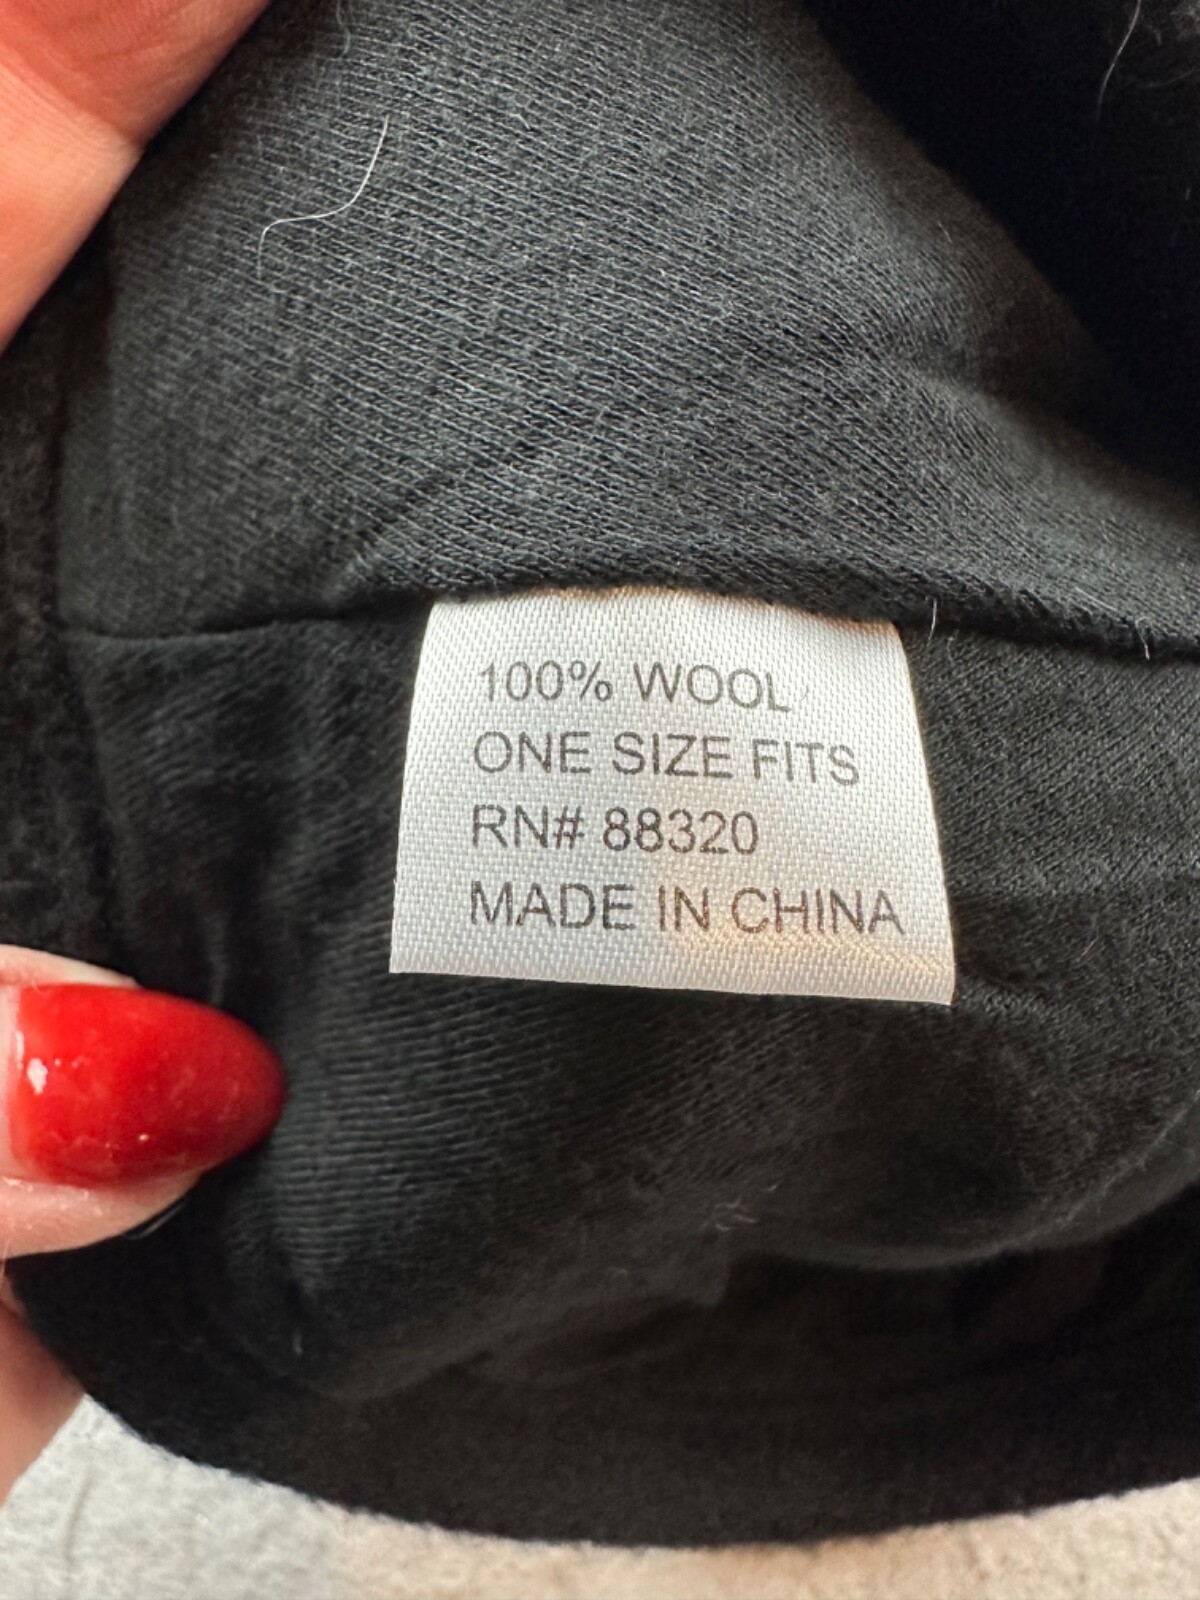 100% WOOL
ONE SIZE FITS
RN# 88320
MADE IN CHINA